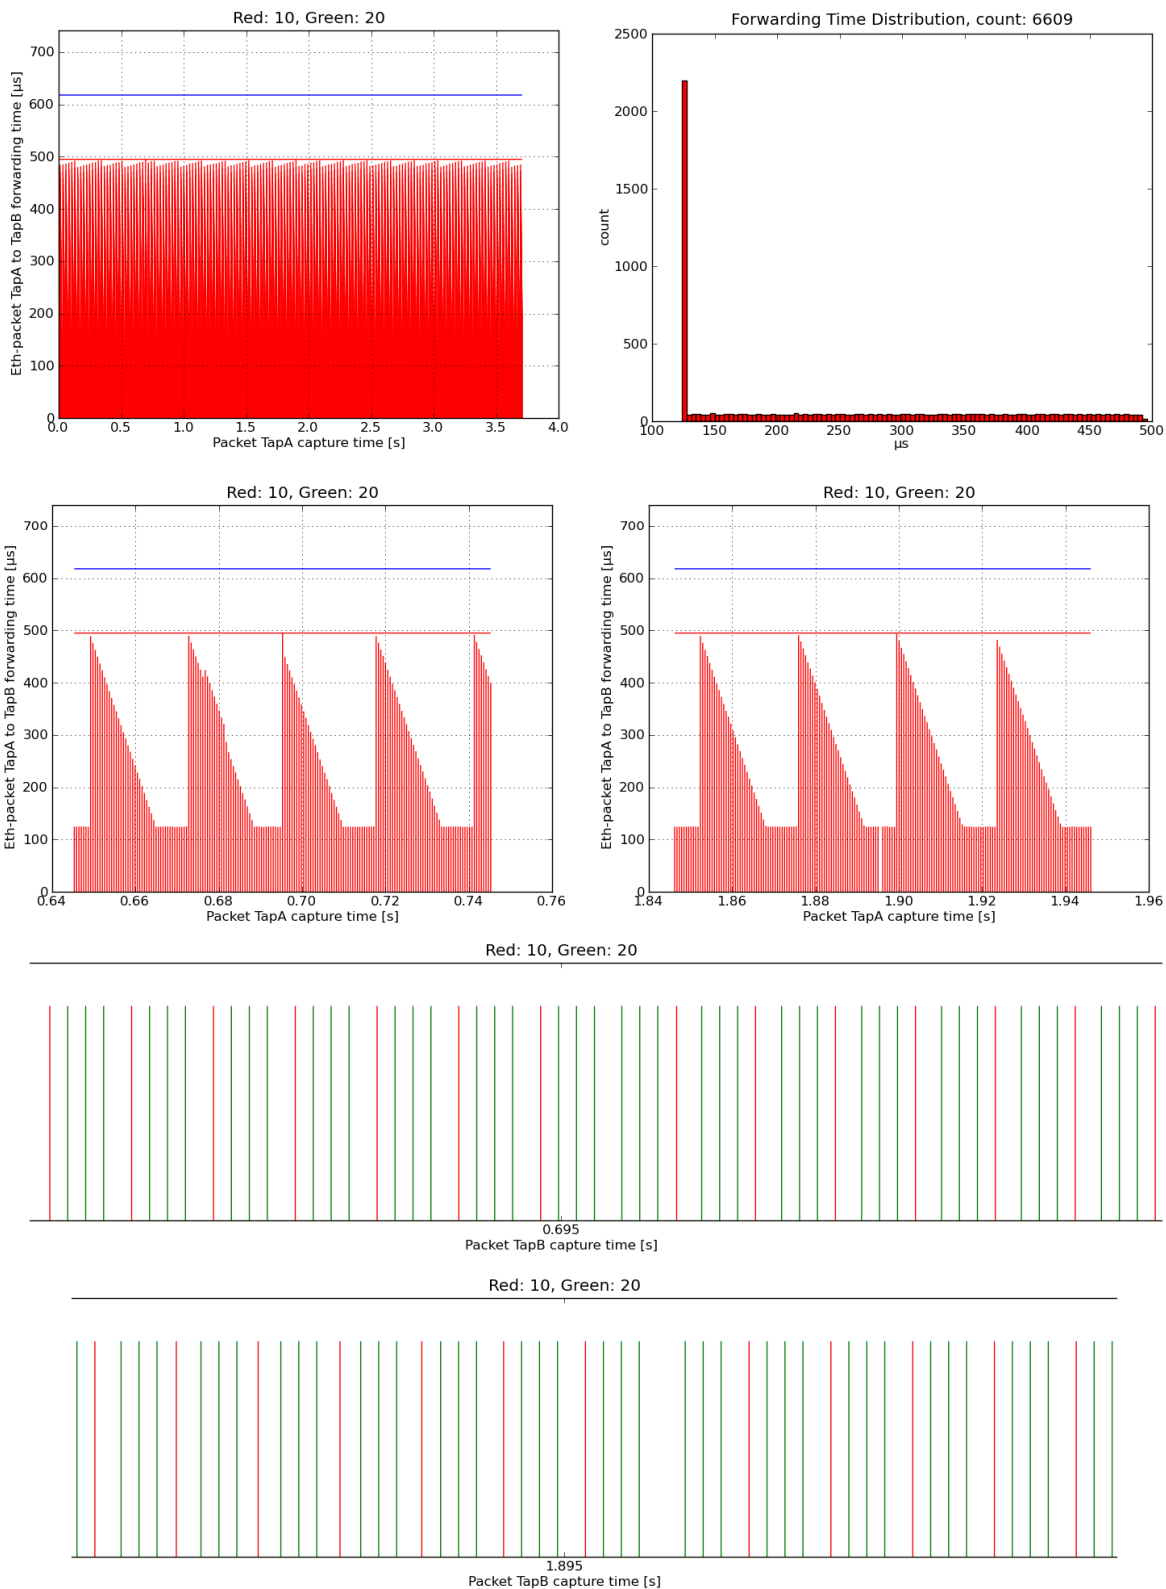 Red: 10, Green: 20
Eth-packet TapA to TapB forwarding time [µs]
700
600
500
400
300
200
100
0
0.0 0.5 1.0 1.5 2.0 2.5 3.0 3.5 4.0
Packet TapA capture time [s]
Forwarding Time Distribution, count: 6609
count
2500
2000
1500
1000
500
0
100 150 200 250 300 350 400 450 500
µs
Red: 10, Green: 20
Eth-packet TapA to TapB forwarding time [µs]
700
600
500
400
300
200
100
0
0.64 0.66 0.68 0.70 0.72 0.74 0.76
Packet TapA capture time [s]
Red: 10, Green: 20
Eth-packet TapA to TapB forwarding time [µs]
700
600
500
400
300
200
100
0
1.84 1.86 1.88 1.90 1.92 1.94 1.96
Packet TapA capture time [s]
Red: 10, Green: 20
0.695
Packet TapB capture time [s]
Red: 10, Green: 20
1.895
Packet TapB capture time [s]